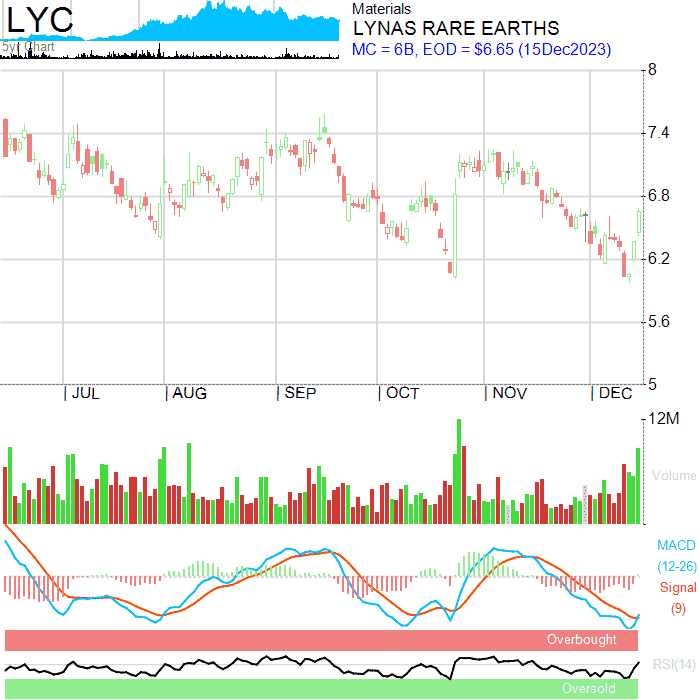 LYC
5yr Chart
Materials
LYNAS RARE EARTHS
MC = 6B, EOD = $6.65 (15Dec2023)
8
7.4
6.8
6.2
5.6
5
JUL AUG SEP OCT NOV DEC
12M
Volume
MACD
(12-26)
Signal
(9)
Overbought
RSI(14)
Oversold